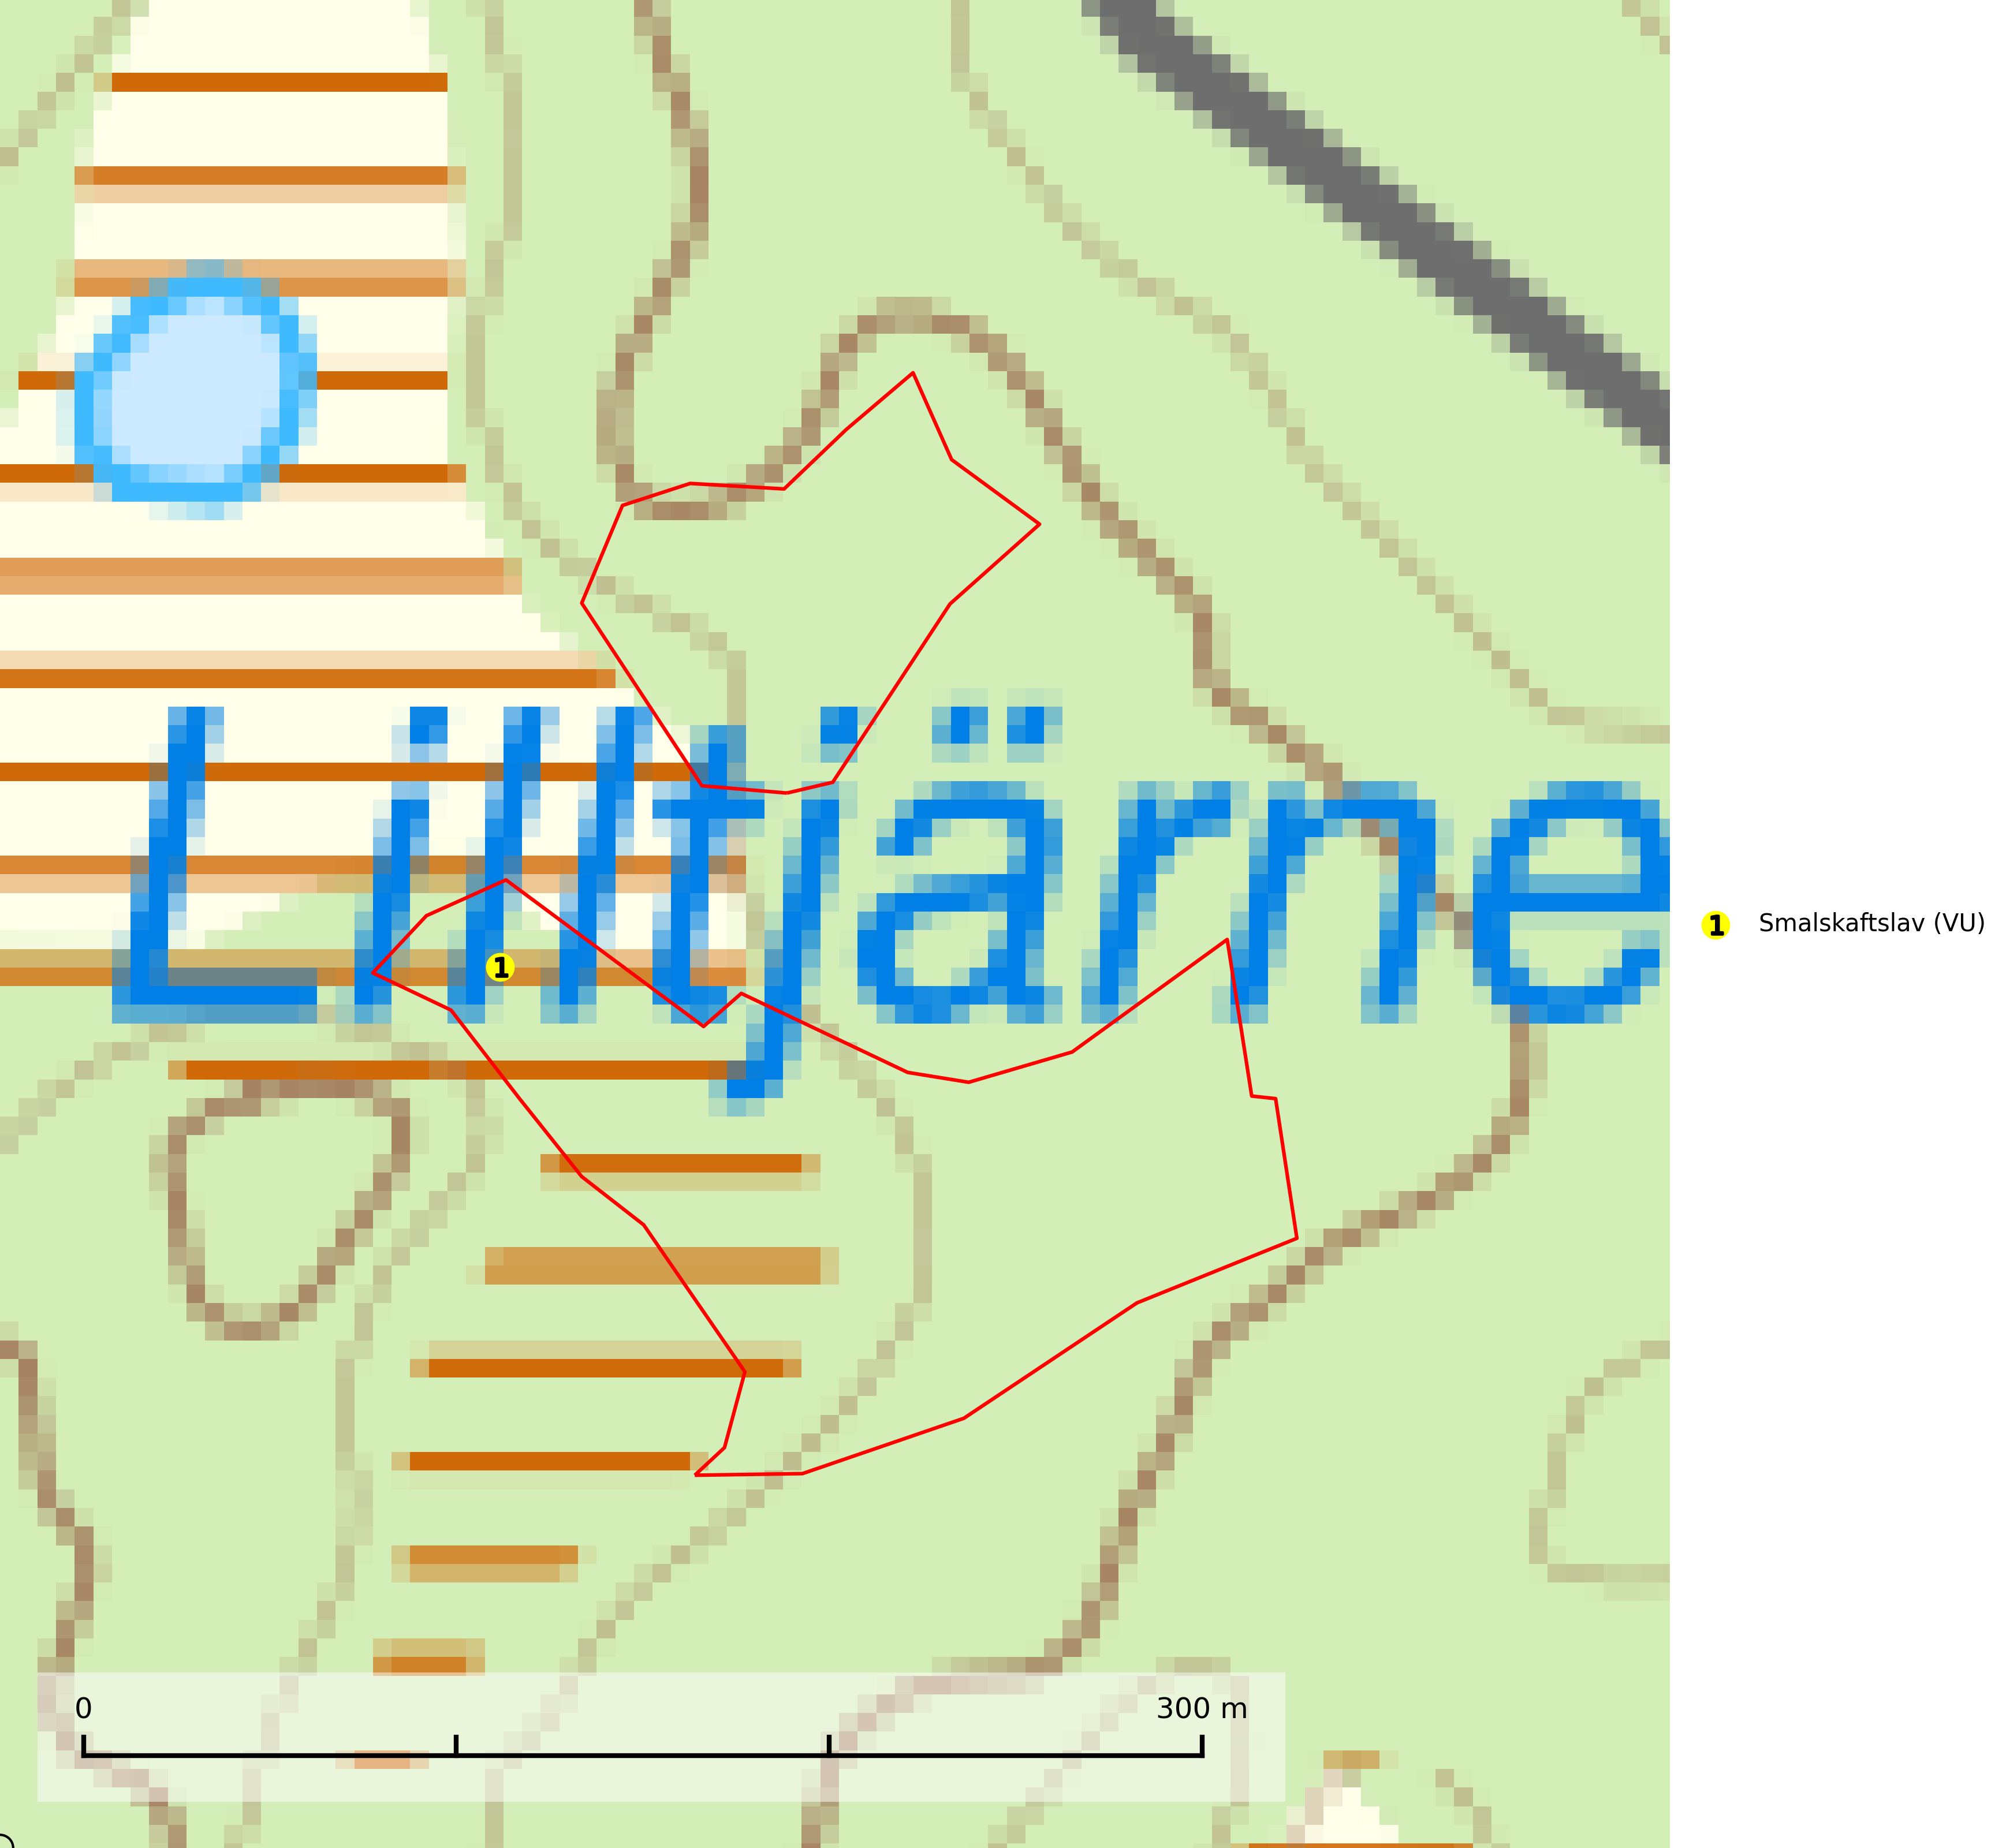 Lilltjärne
1 Smalskaftslav (VU)
1
0 300 m